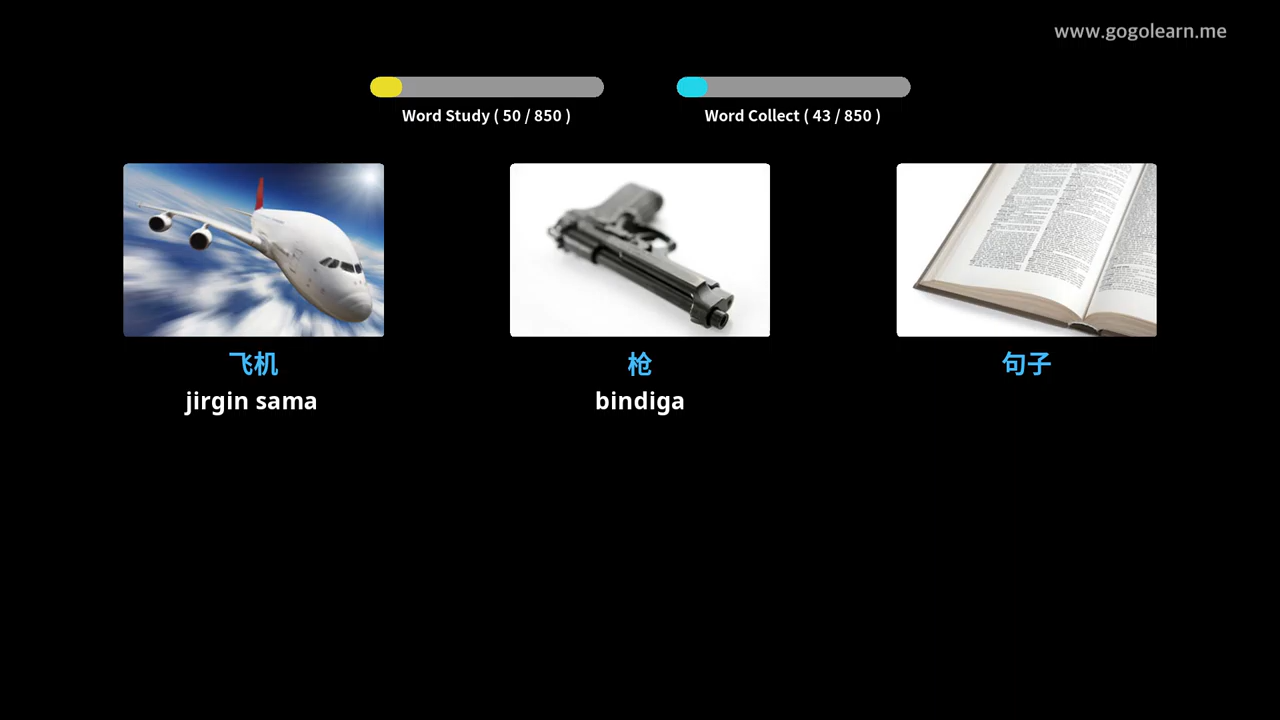 www.gogolearn.me
Word Study ( 50 / 850 )
Word Collect ( 43 / 850 )
飞机
jirgin sama
枪
bindiga
句子